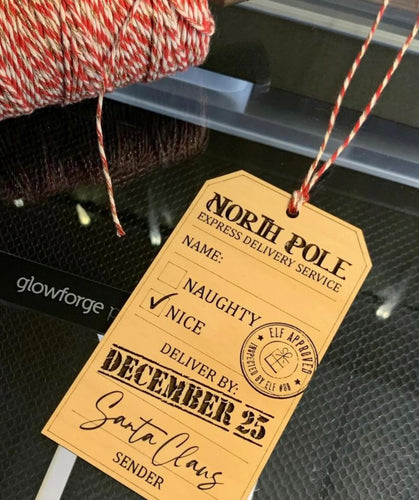 glowforge
NORTH POLE
EXPRESS DELIVERY SERVICE
NAME:
NAUGHTY
NICE
ELF APPROVED
INSPECTED BY ELF
DELIVER BY:
DECEMBER 25
Santa Claus
SENDER